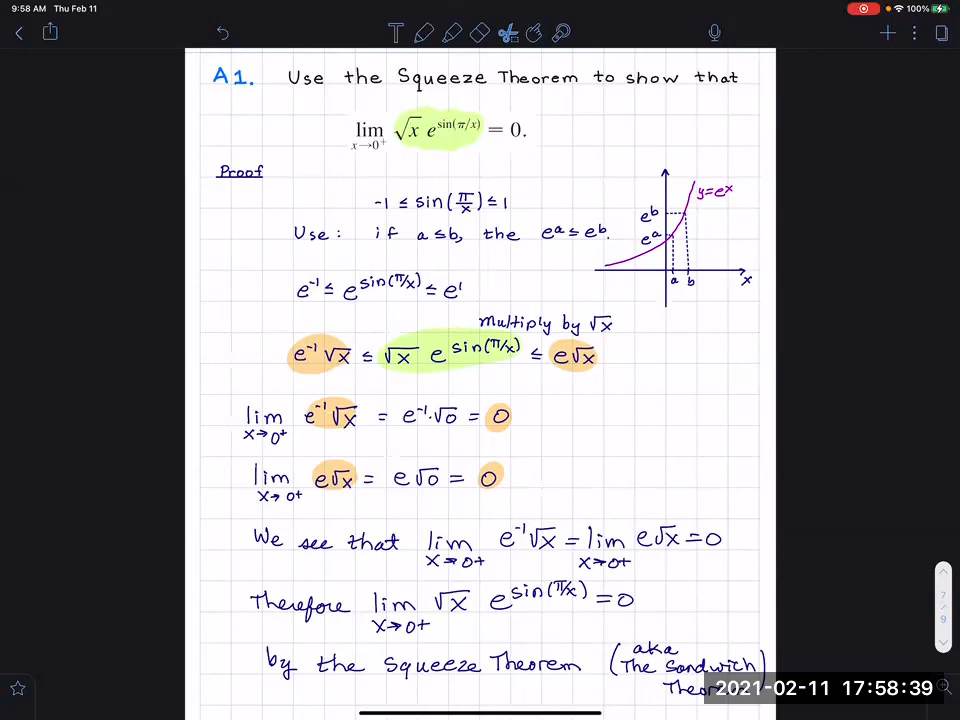 9:58 AM Thu Feb 11
100%
A1. Use the Squeeze Theorem to show that
lim x→0⁺ √x e^sin(π/x) = 0.
Proof
-1 ≤ sin(π/x) ≤ 1
Use: if a ≤ b, the e^a ≤ e^b.
y=e^x
e^b
e^a
a b x
e^-1 ≤ e^sin(π/x) ≤ e^1
multiply by √x
e^-1 √x ≤ √x e^sin(π/x) ≤ e√x
lim x→0⁺ e^-1 √x = e^-1·√0 = 0
lim x→0⁺ e√x = e√0 = 0
We see that lim x→0⁺ e^-1 √x = lim x→0⁺ e√x = 0
Therefore lim x→0⁺ √x e^sin(π/x) = 0
by the Squeeze Theorem (aka
The Sandwich
Theorem)
7/9
2021-02-11 17:58:39